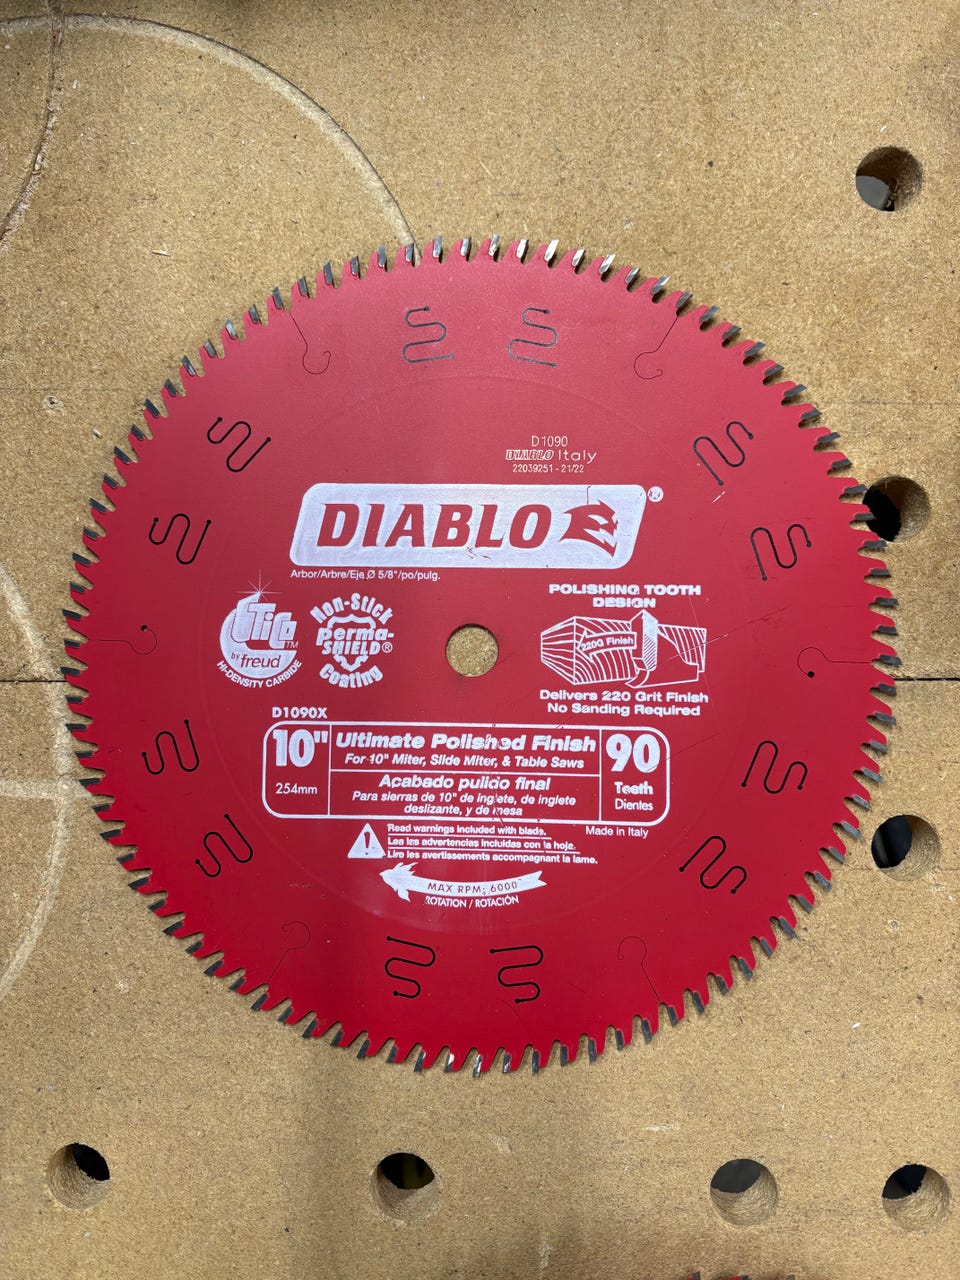 D1090
DIABLO Italy
22039251 - 21/22
DIABLO ®
Arbor/Arbre/Eje Ø 5/8"/po/pulg.
TiCo™
by freud
HI-DENSITY CARBIDE
Non-Stick
perma-
SHIELD®
Coating
POLISHING TOOTH
DESIGN
220G Finish
Delivers 220 Grit Finish
No Sanding Required
D1090X
10"
254mm
Ultimate Polished Finish
For 10" Miter, Slide Miter, & Table Saws
Acabado pulido final
Para sierras de 10" de inglete, de inglete
deslizante, y de mesa
90
Teeth
Dientes
Made in Italy
Read warnings included with blade.
Lea las advertencias incluidas con la hoja.
Lire les avertissements accompagnant la lame.
MAX RPM: 6000
ROTATION / ROTACIÓN